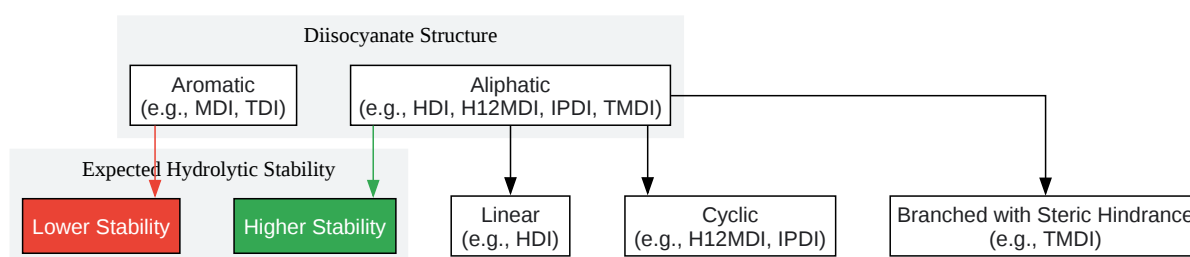 Diisocyanate Structure
Aromatic
(e.g., MDI, TDI)
Aliphatic
(e.g., HDI, H12MDI, IPDI, TMDI)
Expected Hydrolytic Stability
Lower Stability
Higher Stability
Linear
(e.g., HDI)
Cyclic
(e.g., H12MDI, IPDI)
Branched with Steric Hindrance
(e.g., TMDI)